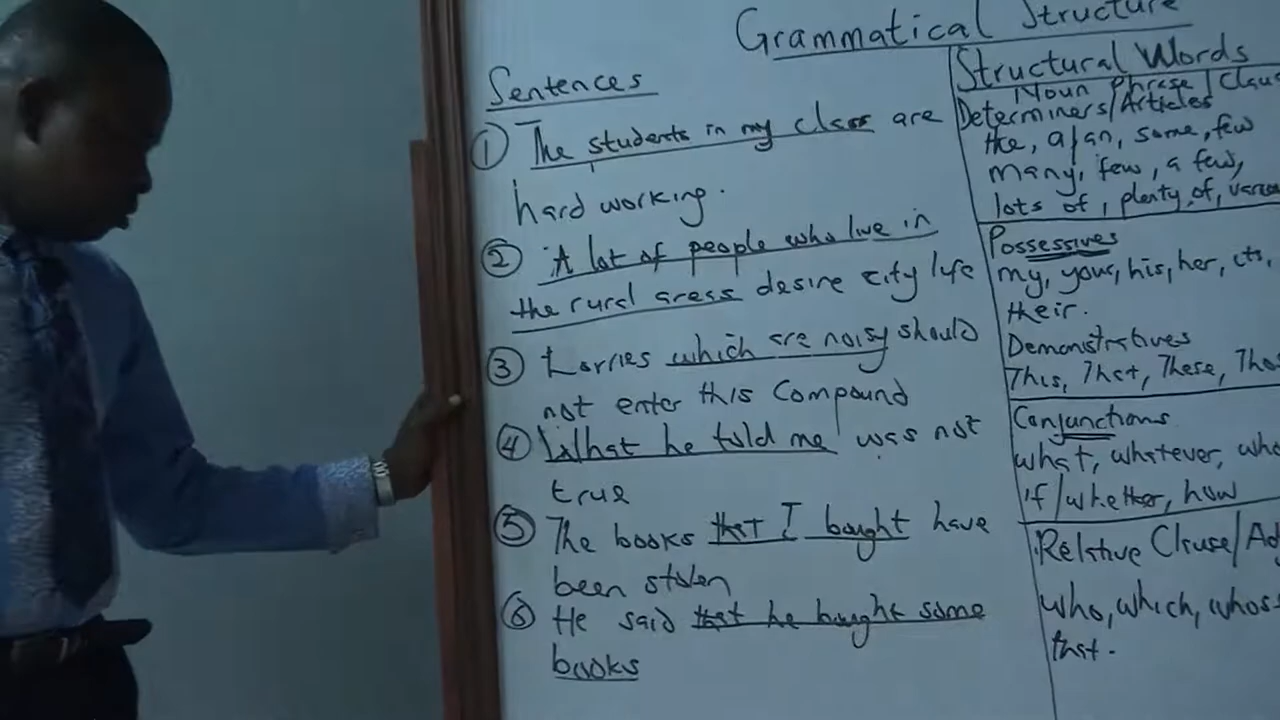 Grammatical Structure
Sentences
① The students in my class are
hard working.
② A lot of people who live in
the rural areas desire city life
③ Lorries which are noisy should
not enter this Compound
④ What he told me was not
true
⑤ The books that I bought have
been stolen
⑥ He said that he bought some
books
Structural Words
Noun Phrase / Claus
Determiners/Articles
the, a/an, some, few
many, few, a few,
lots of, plenty of,
Possessives
my, your, his, her, its,
their.
Demonstratives
This, That, These, Tho
Conjunctions
what, whatever, who
if/whether, how
Relative Clause/Ad
who, which, whos
that.